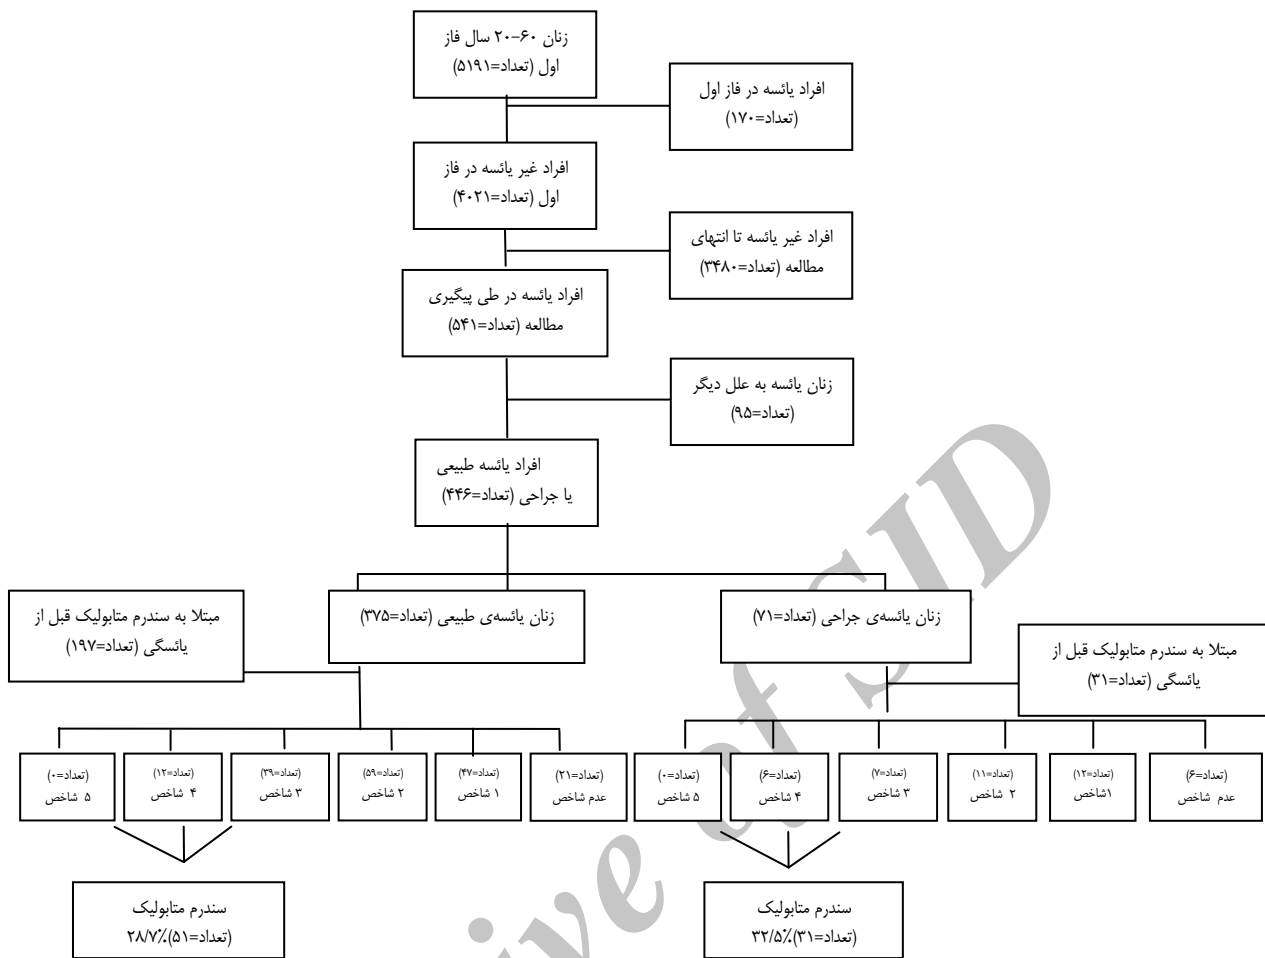 زنان ۶۰-۲۰ سال فاز
اول (تعداد=۵۱۹۱)
افراد یائسه در فاز اول
(تعداد=۱۷۰)
افراد غیر یائسه در فاز
اول (تعداد=۴۰۲۱)
افراد غیر یائسه تا انتهای
مطالعه (تعداد=۳۴۸۰)
افراد یائسه در طی پیگیری
مطالعه (تعداد=۵۴۱)
زنان یائسه به علل دیگر
(تعداد=۹۵)
افراد یائسه طبیعی
یا جراحی (تعداد=۴۴۶)
زنان یائسه‌ی جراحی (تعداد=۷۱)
زنان یائسه‌ی طبیعی (تعداد=۳۷۵)
مبتلا به سندرم متابولیک قبل از
یائسگی (تعداد=۳۱)
مبتلا به سندرم متابولیک قبل از
یائسگی (تعداد=۱۹۷)
(تعداد=۶)
عدم شاخص
(تعداد=۱۲)
۱شاخص
(تعداد=۱۱)
۲ شاخص
(تعداد=۷)
۳ شاخص
(تعداد=۶)
۴ شاخص
(تعداد=۰)
۵ شاخص
(تعداد=۲۱)
عدم شاخص
(تعداد=۴۷)
۱ شاخص
(تعداد=۵۹)
۲ شاخص
(تعداد=۳۹)
۳ شاخص
(تعداد=۱۲)
۴ شاخص
(تعداد=۰)
۵ شاخص
سندرم متابولیک
(تعداد=۳۱)۳۲/۵٪
سندرم متابولیک
(تعداد=۵۱)۲۸/۷٪
ive of SID